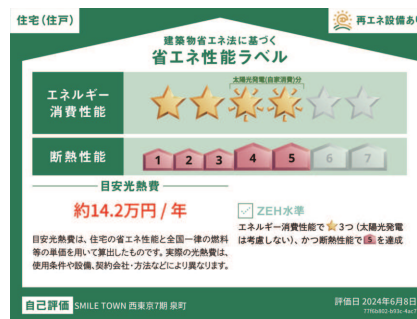 住宅(住戸)
再エネ設備あり
建築物省エネ法に基づく
省エネ性能ラベル
エネルギー
消費性能
太陽光発電(自家消費)分
断熱性能
1 2 3 4 5 6 7
目安光熱費
約14.2万円 / 年
目安光熱費は、住宅の省エネ性能と全国一律の燃料
等の単価を用いて算出したものです。実際の光熱費は、
使用条件や設備、契約会社・方法などにより異なります。
ZEH水準
エネルギー消費性能で 3つ(太陽光発電
は考慮しない)、かつ断熱性能で 5 を達成
自己評価 SMILE TOWN 西東京7期 泉町
評価日 2024年6月8日